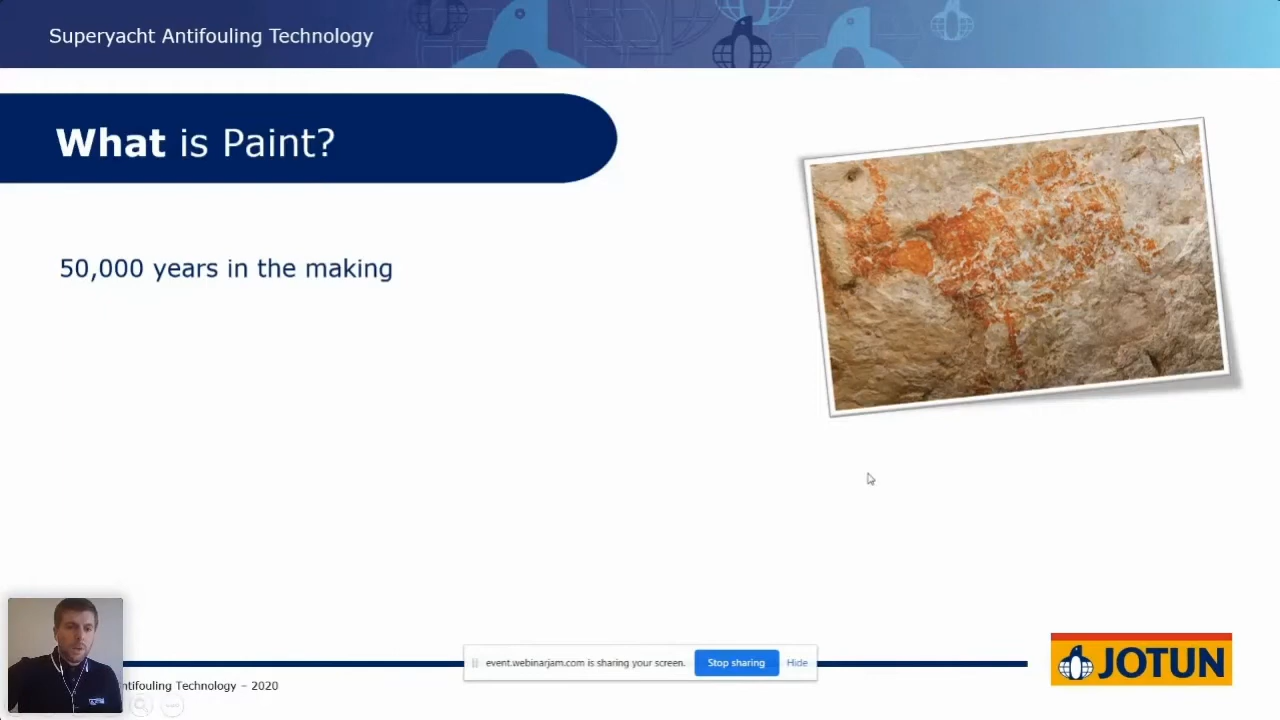 Superyacht Antifouling Technology
What is Paint?
50,000 years in the making
event.webinarjam.com is sharing your screen.
Stop sharing
Hide
JOTUN
ntifouling Technology – 2020